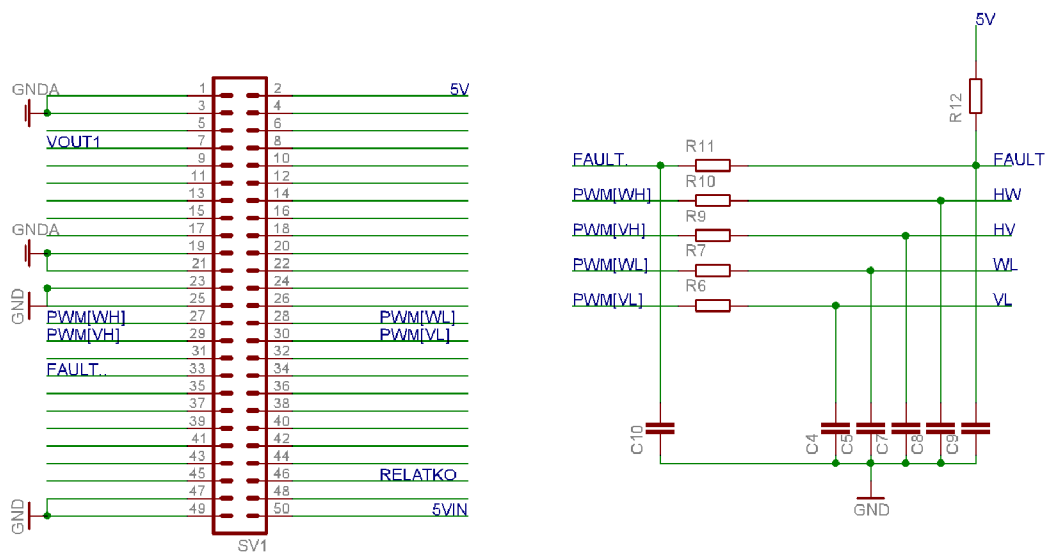 GNDA
1 2 5V
3 4
5 6
VOUT1 7 8
9 10
11 12
13 14
15 16
17 18
GNDA 19 20
21 22
23 24
GND 25 26
PWM[WH] 27 28 PWM[WL]
PWM[VH] 29 30 PWM[VL]
31 32
FAULT.. 33 34
35 36
37 38
39 40
41 42
43 44
45 46 RELATKO
47 48
GND 49 50 5VIN
SV1
5V
R12
FAULT. R11 FAULT
PWM[WH] R10 HW
PWM[VH] R9 HV
PWM[WL] R7 WL
PWM[VL] R6 VL
C10 C4 C5 C7 C8 C9
GND